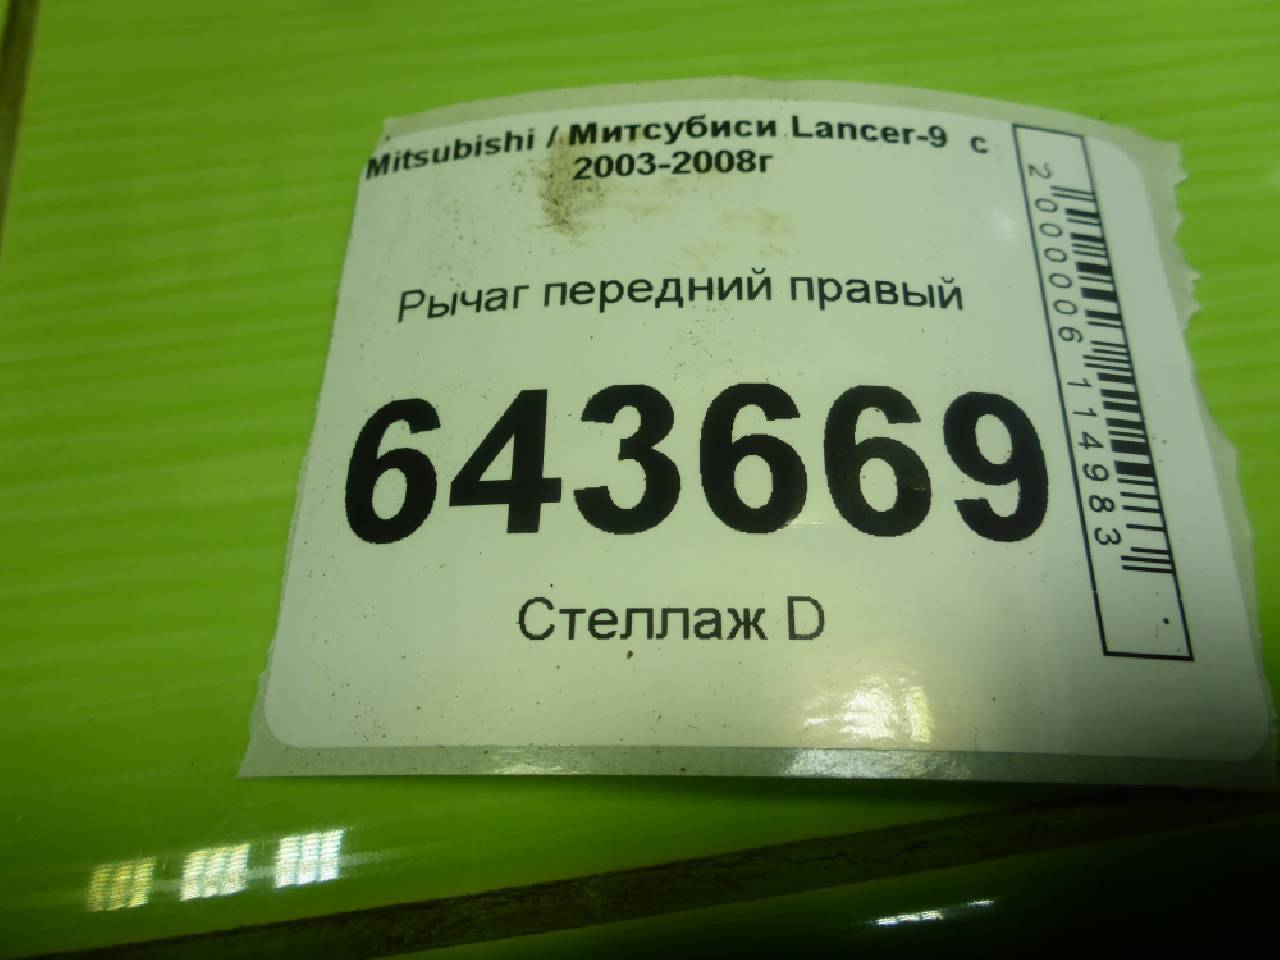 Mitsubishi / Митсубиси Lancer-9 с
2003-2008г
Рычаг передний правый
643669
Стеллаж D
2000006114983